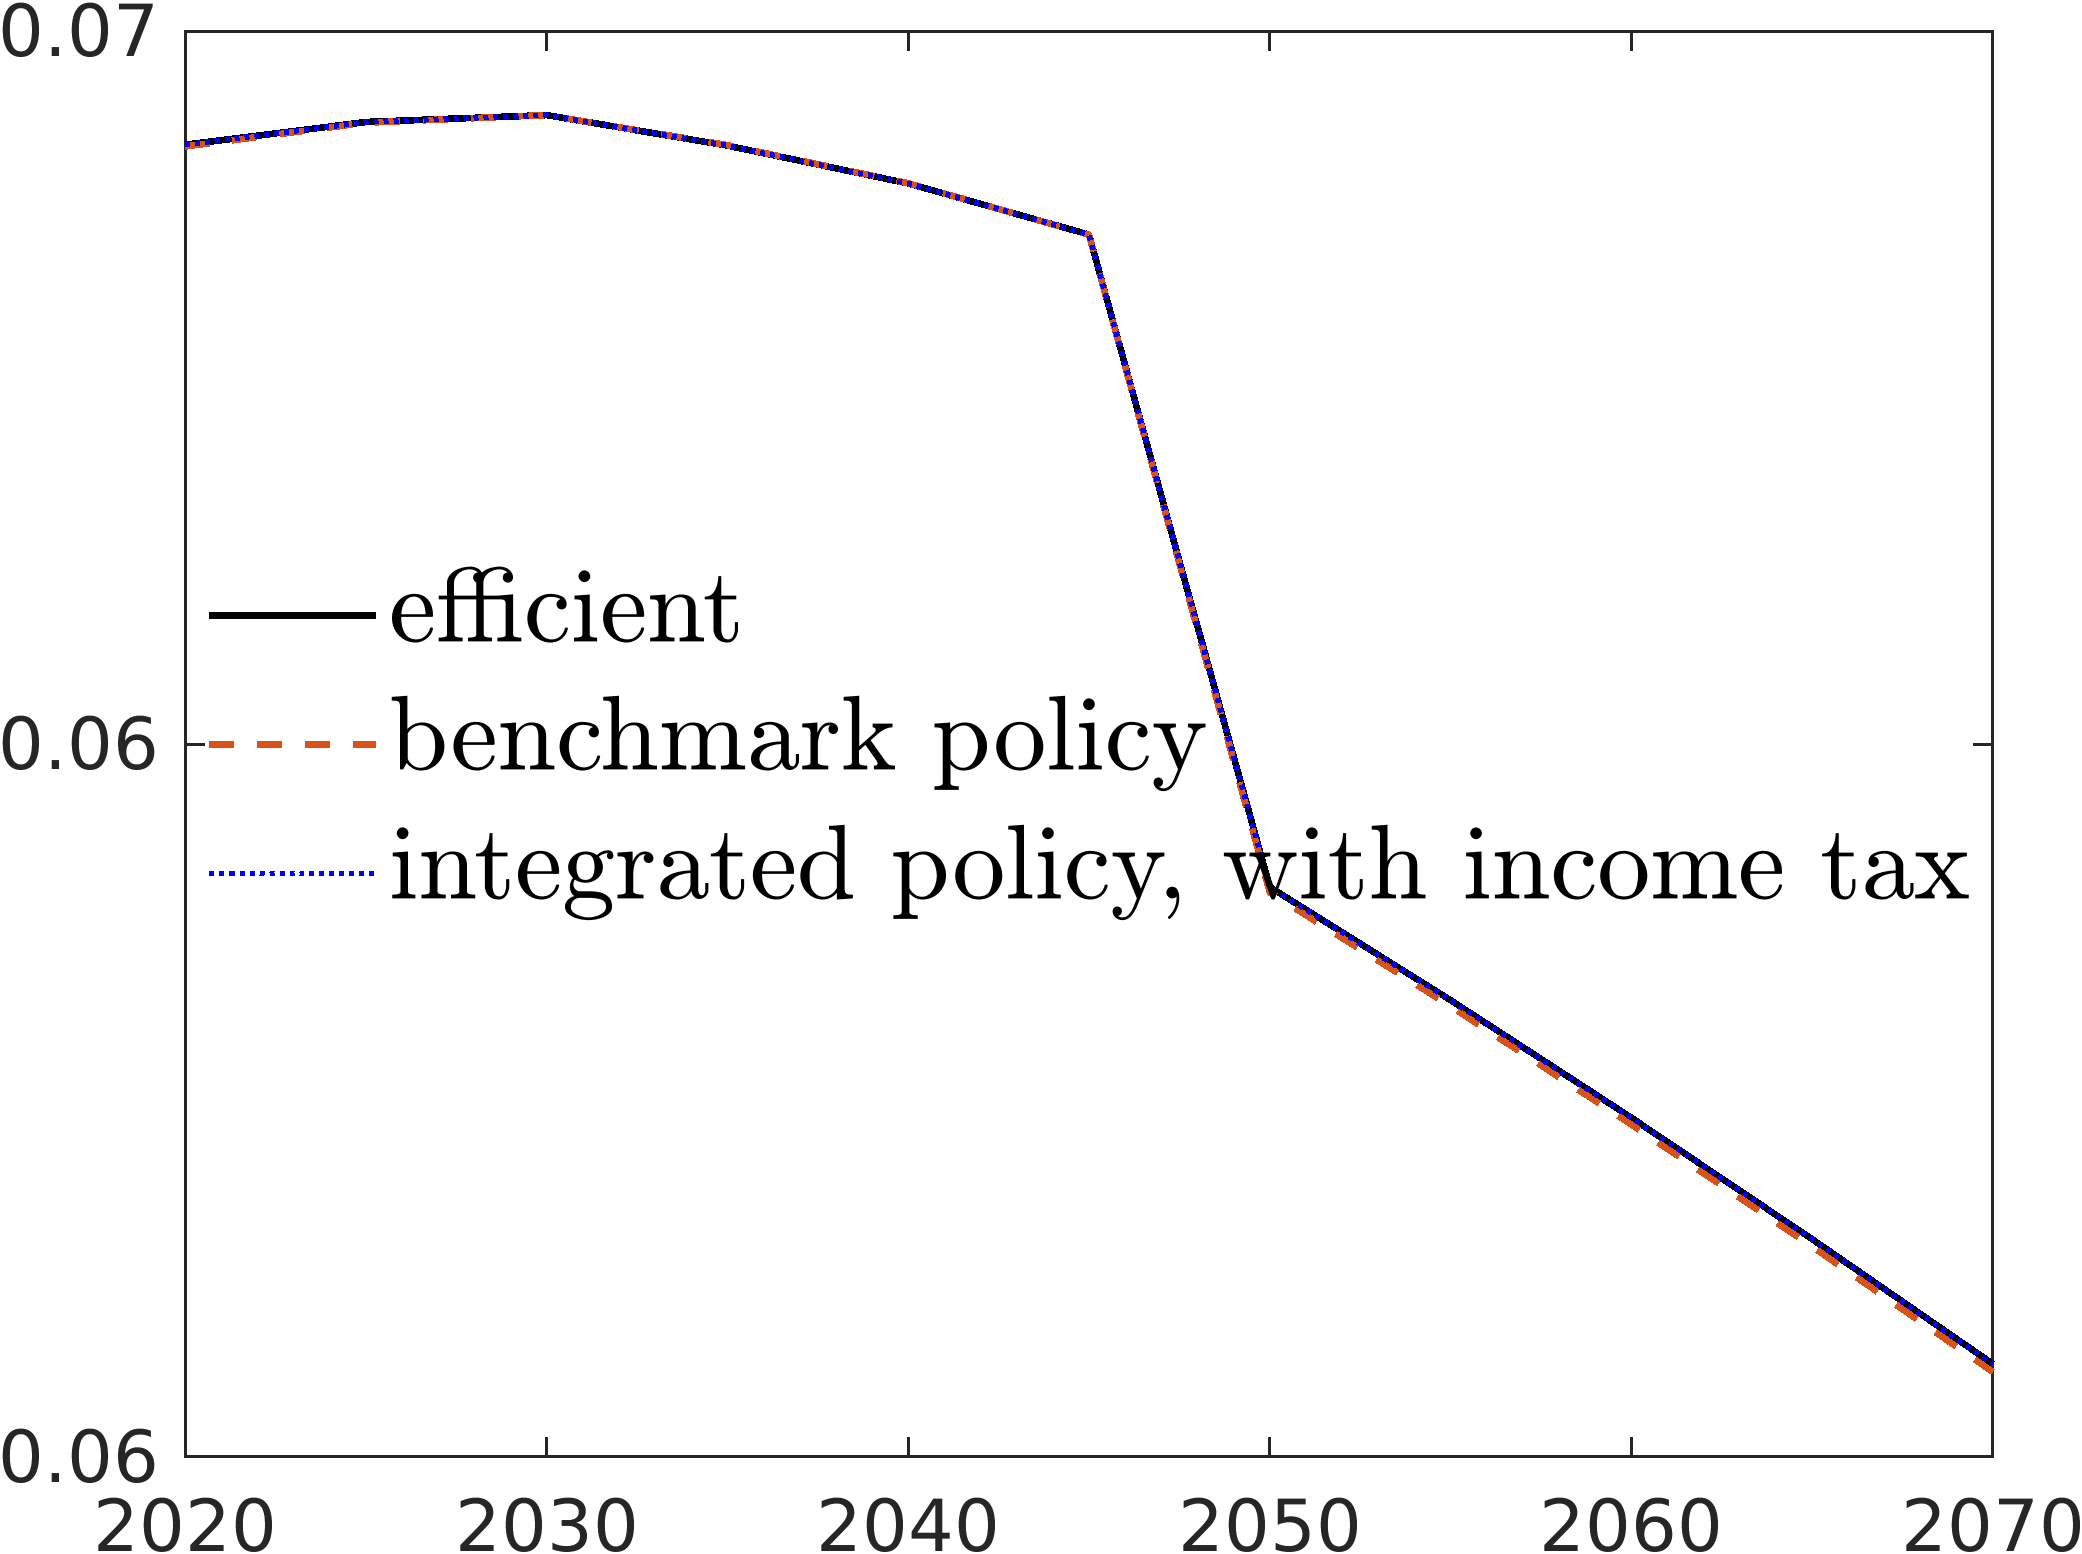 0.07
efficient
0.06
benchmark policy
integrated policy, with income tax
0.06
2020 2030 2040 2050 2060 2070